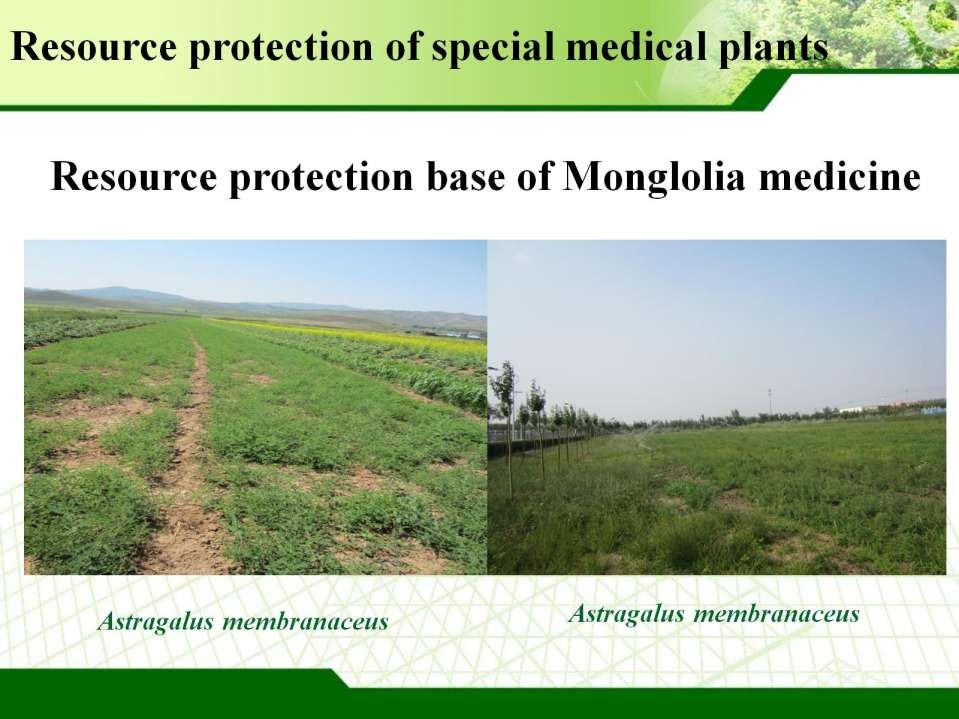 Resource protection of special medical plants
Resource protection base of Monglolia medicine
Astragalus membranaceus
Astragalus membranaceus